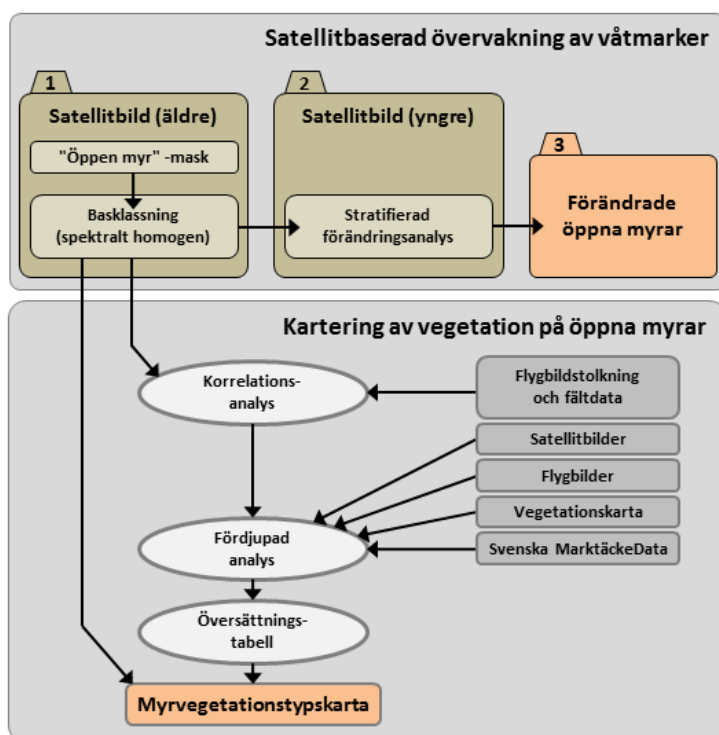 Satellitbaserad övervakning av våtmarker
1
Satellitbild (äldre)
"Öppen myr" -mask
Basklassning
(spektralt homogen)
2
Satellitbild (yngre)
Stratifierad
förändringsanalys
3
Förändrade
öppna myrar
Kartering av vegetation på öppna myrar
Korrelations-
analys
Flygbildstolkning
och fältdata
Satellitbilder
Flygbilder
Vegetationskarta
Svenska MarktäckeData
Fördjupad
analys
Översättnings-
tabell
Myrvegetationstypskarta